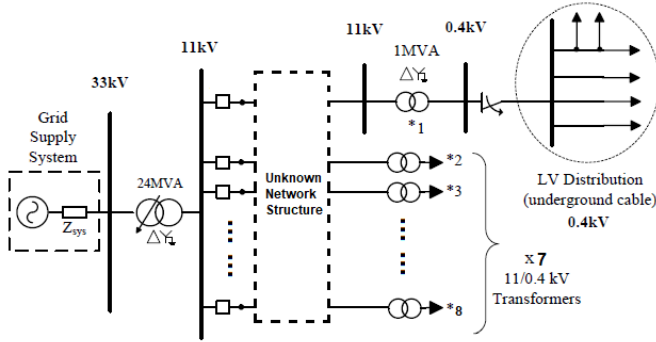 11kV
1MVA
0.4kV
11kV
33kV
Grid
Supply
System
Zsys
24MVA
*1
Unknown
Network
Structure
*2
*3
*8
LV Distribution
(underground cable)
0.4kV
x 7
11/0.4 kV
Transformers